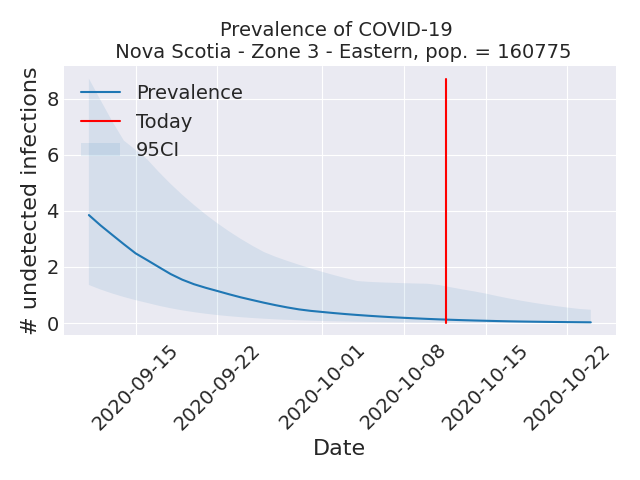 Prevalence of COVID-19
Nova Scotia - Zone 3 - Eastern, pop. = 160775
# undetected infections
8
6
4
2
0
Prevalence
Today
95CI
2020-09-15
2020-09-22
2020-10-01
2020-10-08
2020-10-15
2020-10-22
Date